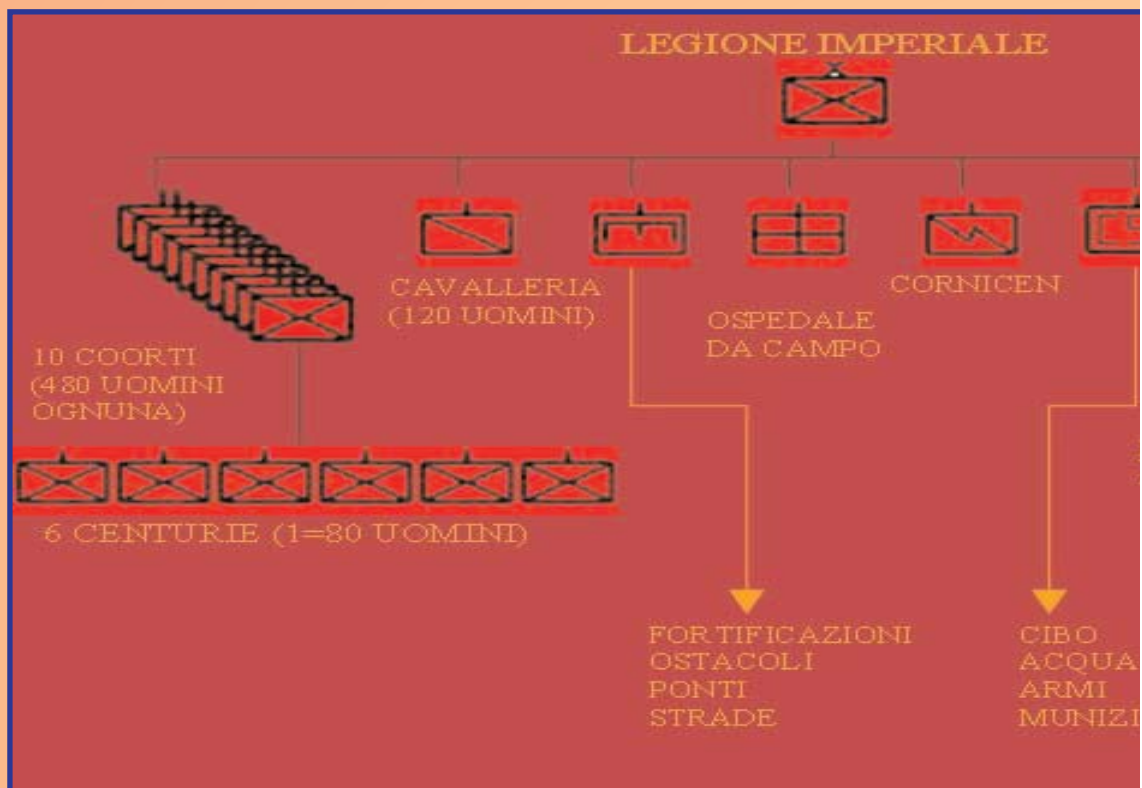 LEGIONE IMPERIALE
CAVALLERIA
(120 UOMINI)
CORNICEN
OSPEDALE
DA CAMPO
10 COORTI
(480 UOMINI
OGNUNA)
6 CENTURIE (1=80 UOMINI)
FORTIFICAZIONI
OSTACOLI
PONTI
STRADE
CIBO
ACQUA
ARMI
MUNIZI